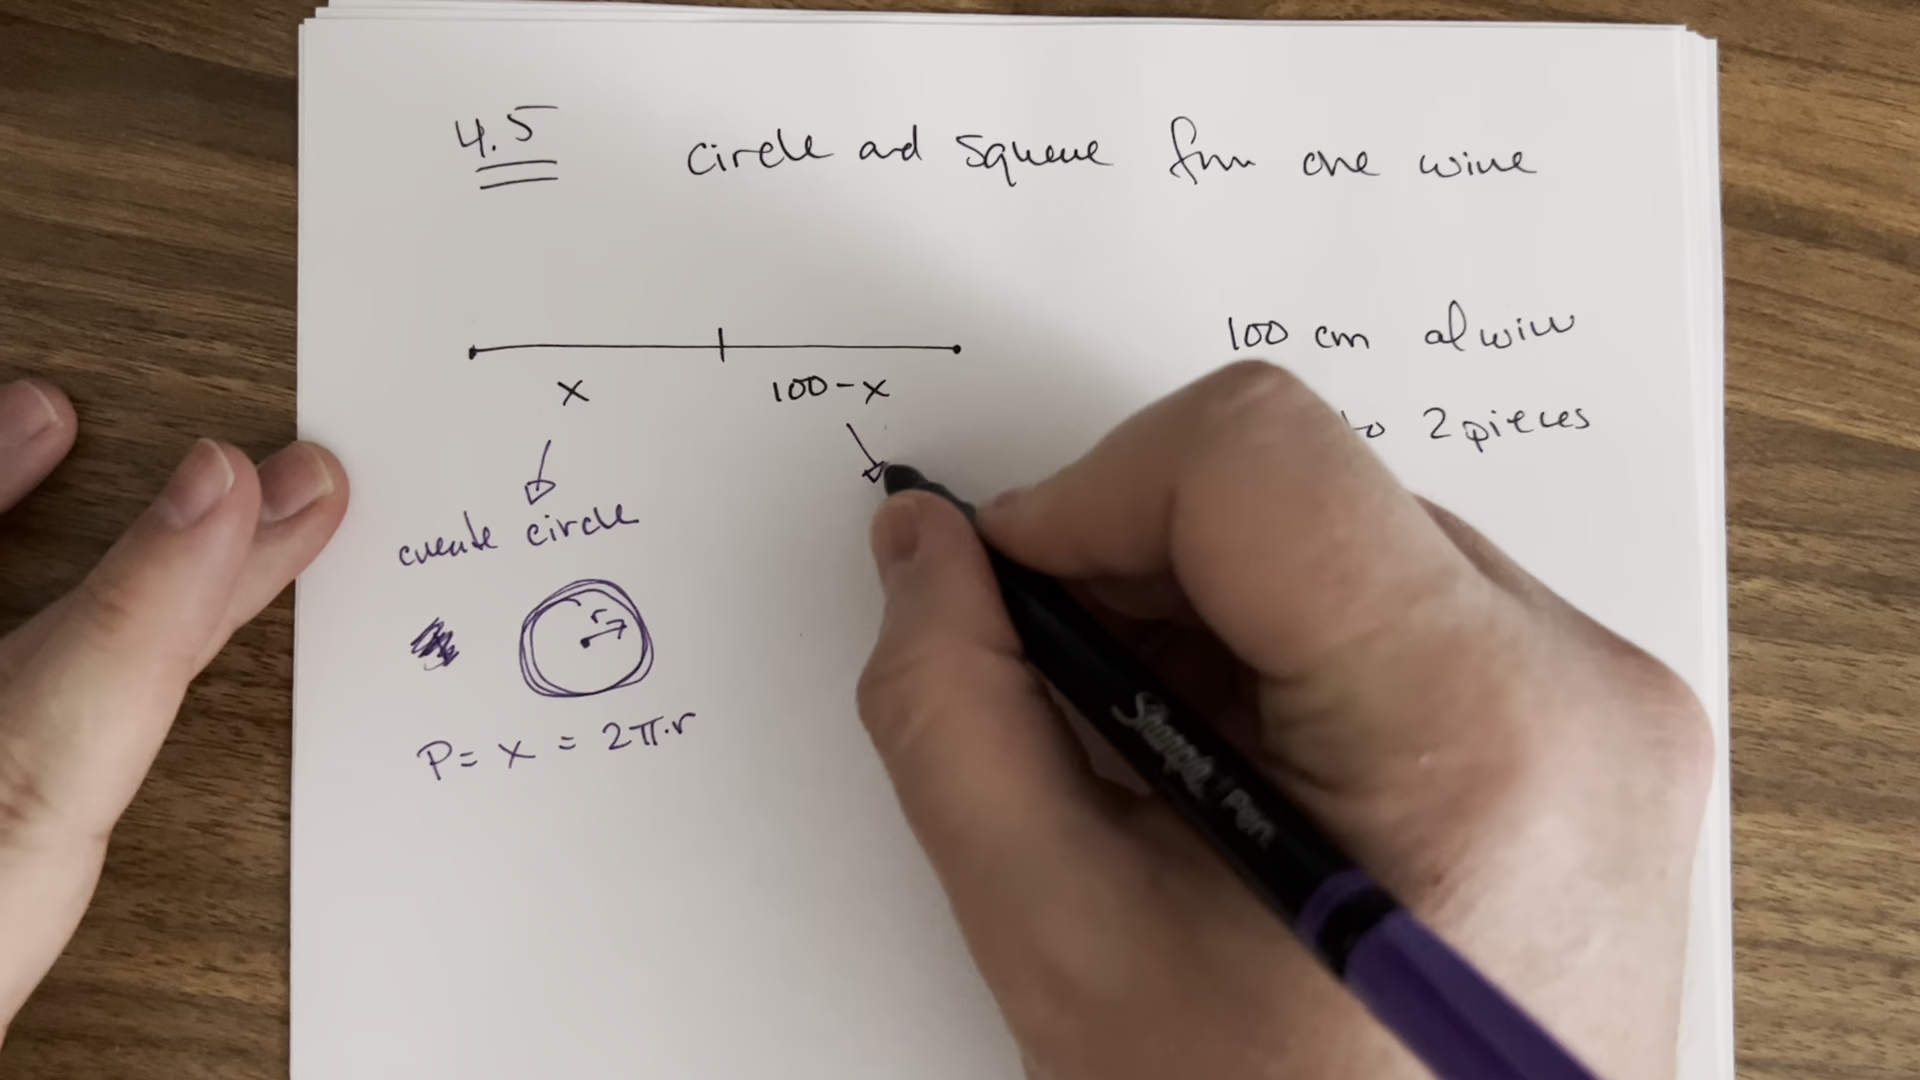 4.5 circle and square from one wire
100 cm of wire
x 100-x
to 2 pieces
create circle
r
P = x = 2π·r
Sharpie Pen